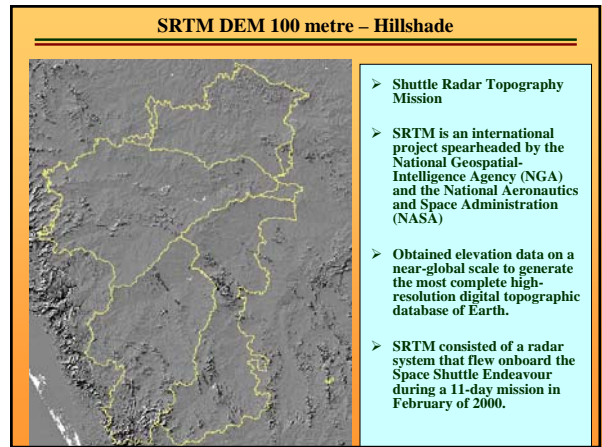 SRTM DEM 100 metre – Hillshade
➢ Shuttle Radar Topography
Mission
➢ SRTM is an international
project spearheaded by the
National Geospatial-
Intelligence Agency (NGA)
and the National Aeronautics
and Space Administration
(NASA)
➢ Obtained elevation data on a
near-global scale to generate
the most complete high-
resolution digital topographic
database of Earth.
➢ SRTM consisted of a radar
system that flew onboard the
Space Shuttle Endeavour
during a 11-day mission in
February of 2000.